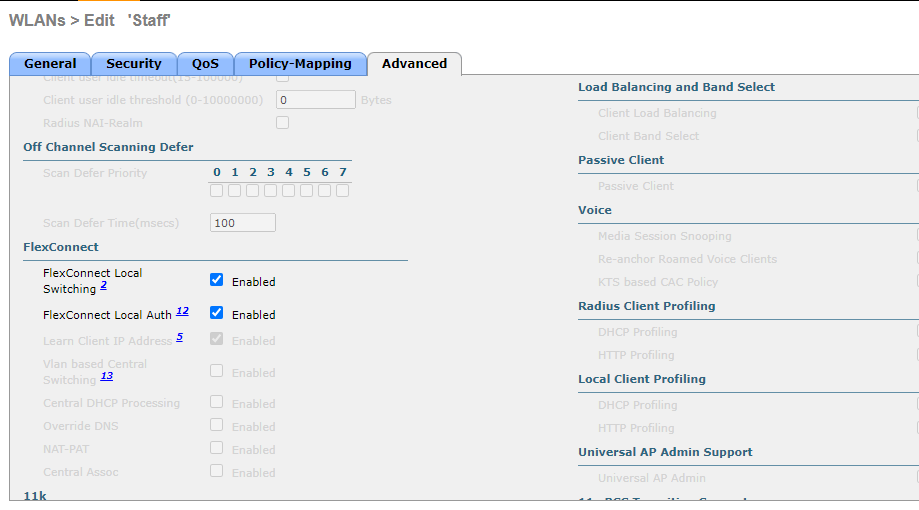 WLANs > Edit 'Staff'
General Security QoS Policy-Mapping Advanced
Client user idle timeout(15-100000)
Client user idle threshold (0-10000000) 0 Bytes
Radius NAI-Realm
Off Channel Scanning Defer
Scan Defer Priority 0 1 2 3 4 5 6 7
Scan Defer Time(msecs) 100
FlexConnect
FlexConnect Local
Switching 2 Enabled
FlexConnect Local Auth 12 Enabled
Learn Client IP Address 5 Enabled
Vlan based Central
Switching 13 Enabled
Central DHCP Processing Enabled
Override DNS Enabled
NAT-PAT Enabled
Central Assoc Enabled
11k
Load Balancing and Band Select
Client Load Balancing
Client Band Select
Passive Client
Passive Client
Voice
Media Session Snooping
Re-anchor Roamed Voice Clients
KTS based CAC Policy
Radius Client Profiling
DHCP Profiling
HTTP Profiling
Local Client Profiling
DHCP Profiling
HTTP Profiling
Universal AP Admin Support
Universal AP Admin